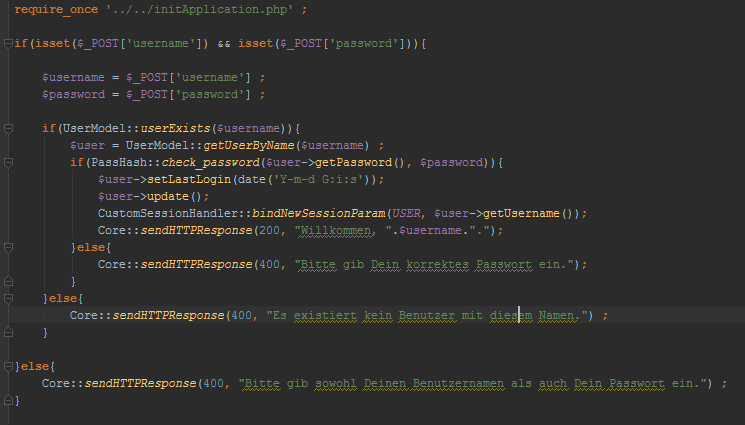 require_once '../../initApplication.php' ;
if(isset($_POST['username']) && isset($_POST['password'])){
$username = $_POST['username'] ;
$password = $_POST['password'] ;
if(UserModel::userExists($username)){
$user = UserModel::getUserByName($username) ;
if(PassHash::check_password($user->getPassword(), $password)){
$user->setLastLogin(date('Y-m-d G:i:s'));
$user->update();
CustomSessionHandler::bindNewSessionParam(USER, $user->getUsername());
Core::sendHTTPResponse(200, "Willkommen, ".$username.".");
}else{
Core::sendHTTPResponse(400, "Bitte gib Dein korrektes Passwort ein.");
}
}else{
Core::sendHTTPResponse(400, "Es existiert kein Benutzer mit diesem Namen.") ;
}
}else{
Core::sendHTTPResponse(400, "Bitte gib sowohl Deinen Benutzernamen als auch Dein Passwort ein.") ;
}